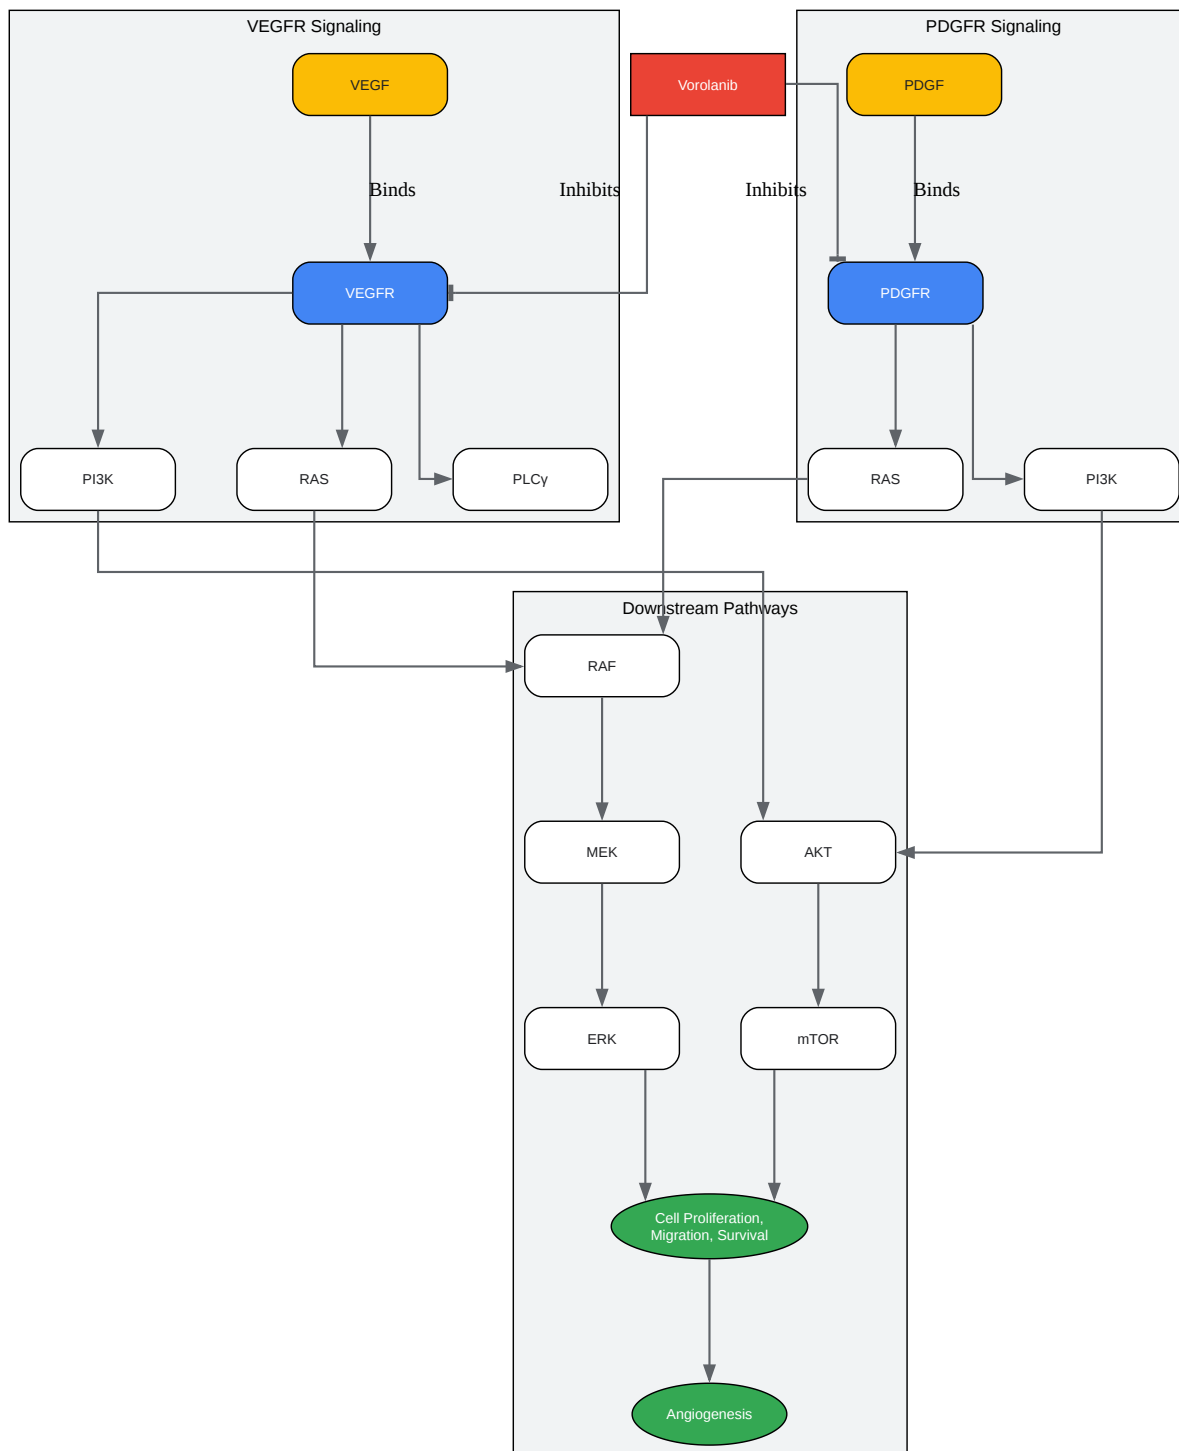 VEGFR Signaling
PDGFR Signaling
VEGF
Vorolanib
PDGF
Binds
Inhibits
Inhibits
Binds
VEGFR
PDGFR
PI3K
RAS
PLCγ
RAS
PI3K
Downstream Pathways
RAF
MEK
AKT
ERK
mTOR
Cell Proliferation,
Migration, Survival
Angiogenesis